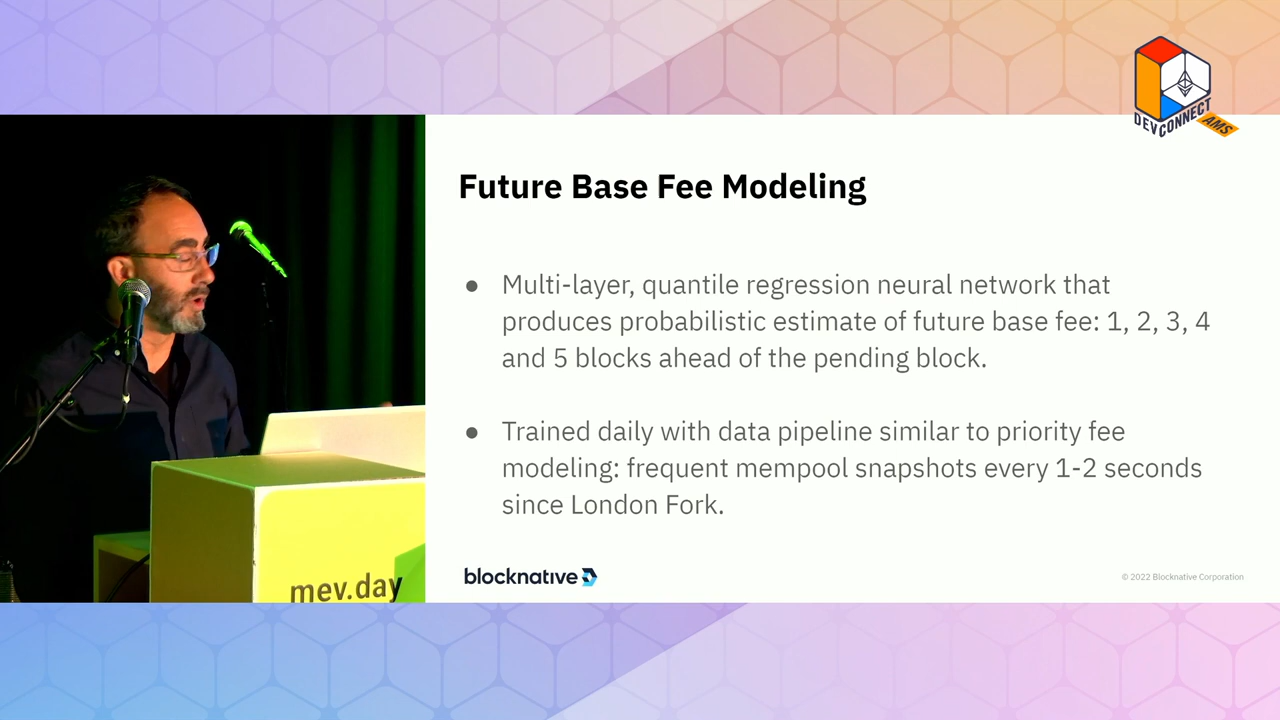 DEVCONNECT
AMS
Future Base Fee Modeling
● Multi-layer, quantile regression neural network that
produces probabilistic estimate of future base fee: 1, 2, 3, 4
and 5 blocks ahead of the pending block.
● Trained daily with data pipeline similar to priority fee
modeling: frequent mempool snapshots every 1-2 seconds
since London Fork.
mev.day
blocknative
© 2022 Blocknative Corporation